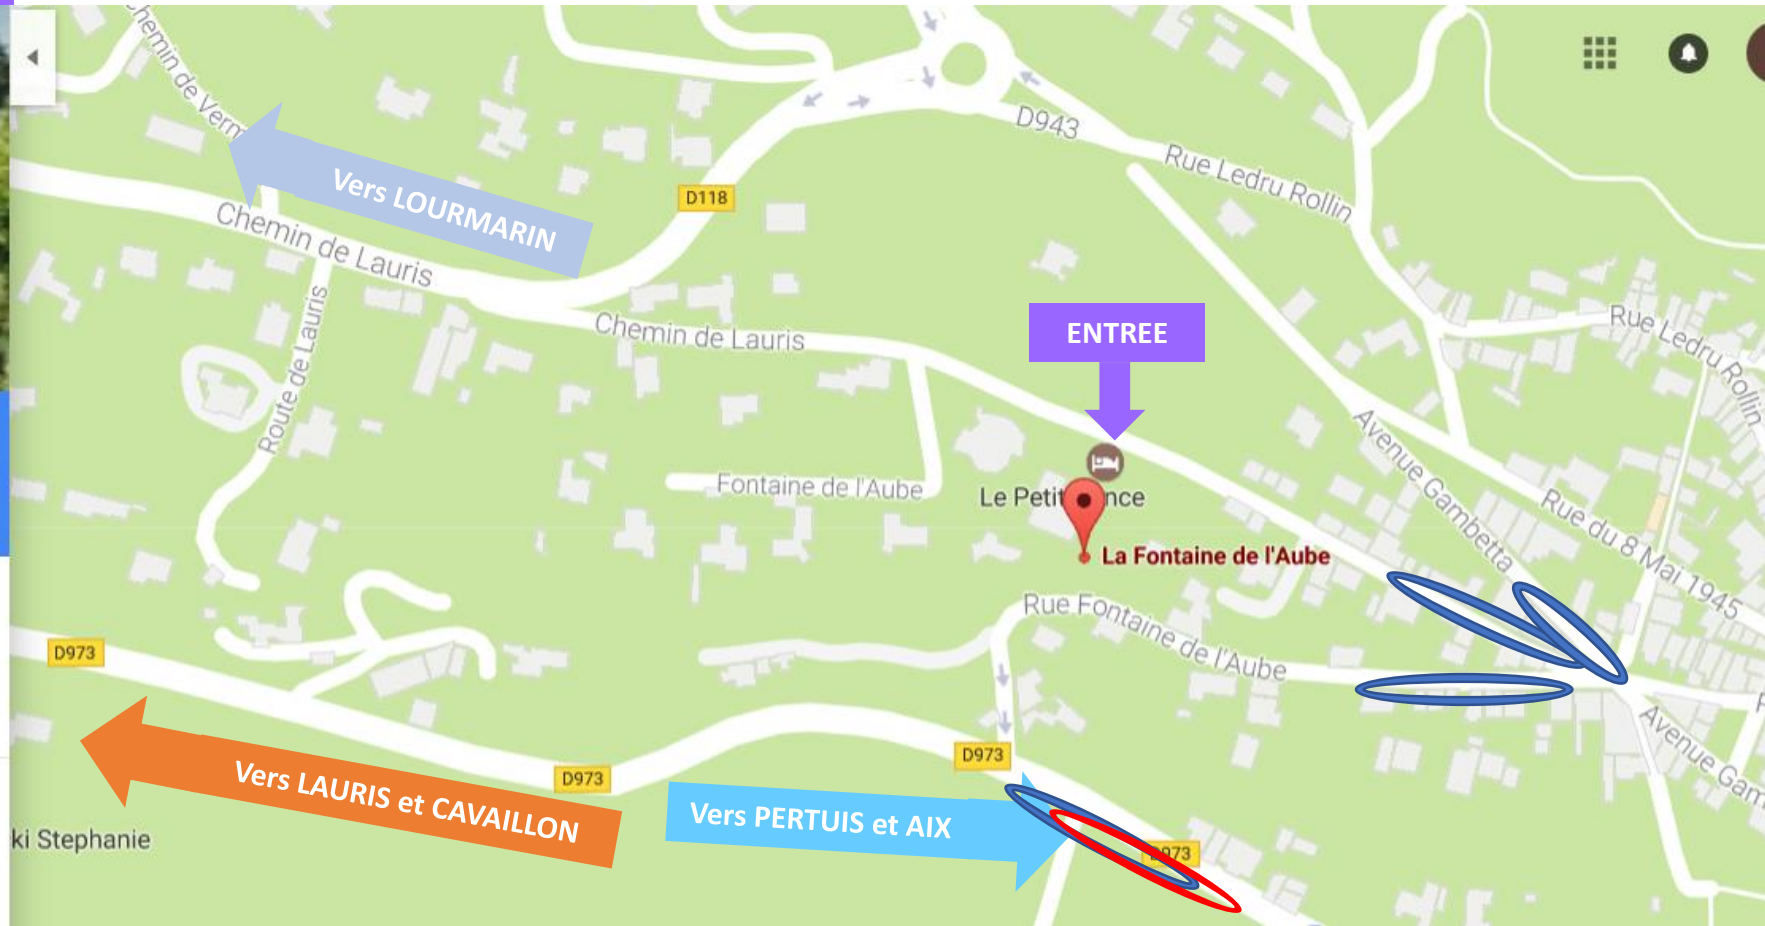 Chemin de Verm
D943
Rue Ledru Rollin
Vers LOURMARIN
D118
Chemin de Lauris
Route de Lauris
Chemin de Lauris
ENTREE
Rue Ledru Rollin
Avenue Gambetta
Fontaine de l'Aube
Le Petit nce
Rue du 8 Mai 1945
La Fontaine de l'Aube
Rue Fontaine de l'Aube
D973
Avenue Gam
D973
D973
Vers LAURIS et CAVAILLON
Vers PERTUIS et AIX
ki Stephanie
D973